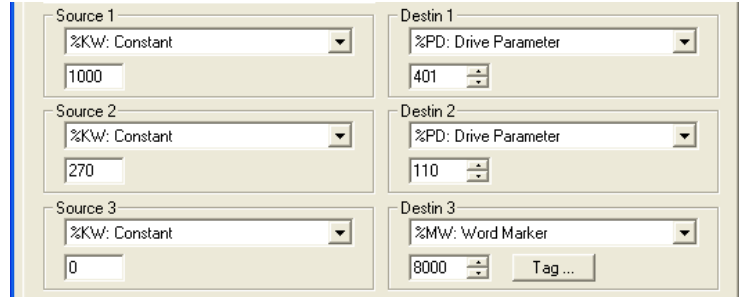 Source 1
%KW: Constant
1000
Destin 1
%PD: Drive Parameter
401
Source 2
%KW: Constant
270
Destin 2
%PD: Drive Parameter
110
Source 3
%KW: Constant
0
Destin 3
%MW: Word Marker
8000 Tag ...